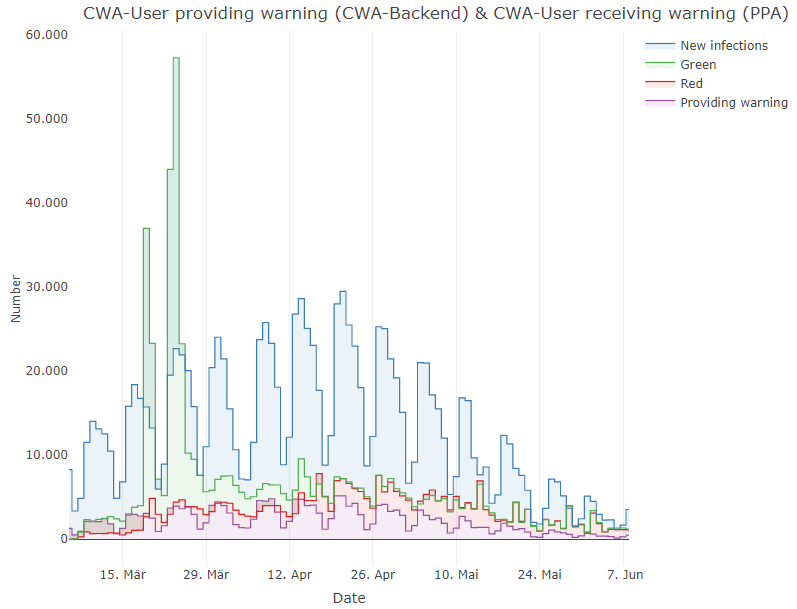 CWA-User providing warning (CWA-Backend) & CWA-User receiving warning (PPA)
New infections
Green
Red
Providing warning
60.000
50.000
40.000
30.000
20.000
10.000
0
Number
15. Mär 29. Mär 12. Apr 26. Apr 10. Mai 24. Mai 7. Jun
Date